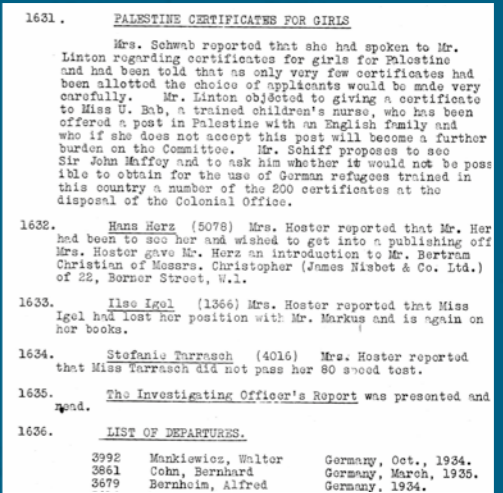 1631. PALESTINE CERTIFICATES FOR GIRLS
Mrs. Schwab reported that she had spoken to Mr.
Linton regarding certificates for girls for Palestine
and had been told that as only very few certificates had
been allotted the choice of applicants would be made very
carefully. Mr. Linton objected to giving a certificate
to Miss U. Bab, a trained children's nurse, who has been
offered a post in Palestine with an English family and
who if she does not accept this post will become a further
burden on the Committee. Mr. Schiff proposes to see
Sir John Maffey and to ask him whether it would not be poss
ible to obtain for the use of German refugees trained in
this country a number of the 200 certificates at the
disposal of the Colonial Office.
1632. Hans Herz (5078) Mrs. Hoster reported that Mr. Her
had been to see her and wished to get into a publishing off
Mrs. Hoster gave Mr. Herz an introduction to Mr. Bertram
Christian of Messrs. Christopher (James Nisbet & Co. Ltd.)
of 22, Berner Street, W.1.
1633. Ilse Igel (1366) Mrs. Hoster reported that Miss
Igel had lost her position with Mr. Markus and is again on
her books.
1634. Stefanie Tarrasch (4016) Mrs. Hoster reported
that Miss Tarrasch did not pass her 80 speed test.
1635. The Investigating Officer's Report was presented and
read.
1636. LIST OF DEPARTURES.
3992 Mankiewicz, Walter Germany, Oct., 1934.
3861 Cohn, Bernhard Germany, March, 1935.
3679 Bernheim, Alfred Germany, 1934.